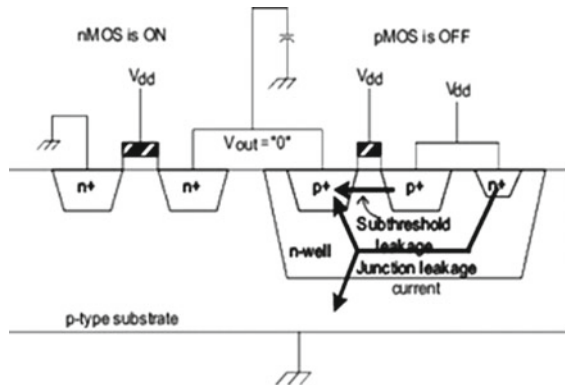 nMOS is ON
pMOS is OFF
Vdd
Vdd
Vdd
Vout="0"
n+
n+
p+
p+
n+
Subthreshold
leakage
n-well
Junction leakage
current
p-type substrate